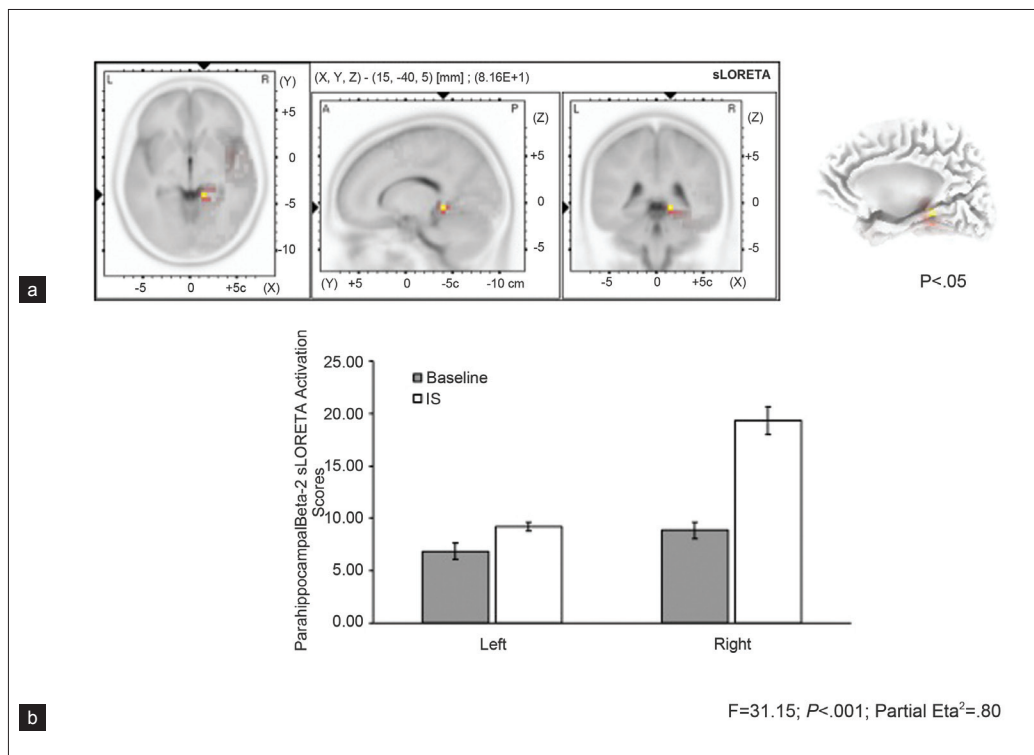 (X, Y, Z) - (15, -40, 5) [mm] ; (8.16E+1)
sLORETA
L R (Y)
+5
0
-5
-10
-5 0 +5c (X)
A P
(Z)
+5
0
-5
(Y) +5 0 -5c -10 cm
L R
(Z)
+5
0
-5
-5 0 +5c (X)
P<.05
a
ParahippocampalBeta-2 sLORETA Activation
Scores
25.00
20.00
15.00
10.00
5.00
0.00
Baseline
IS
Left Right
b
F=31.15; P<.001; Partial Eta²=.80